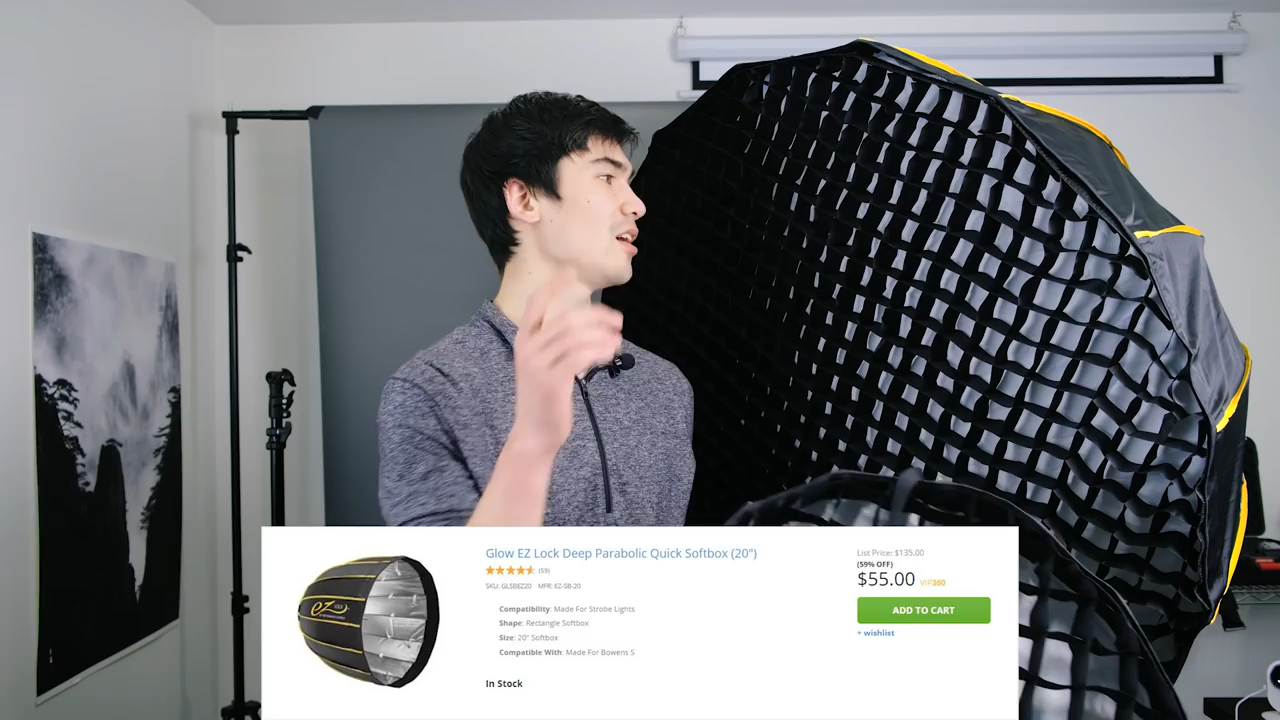 Glow EZ Lock Deep Parabolic Quick Softbox (20")
(59)
SKU: GLSBEZ20 MFR: EZ-SB-20
Compatibility: Made For Strobe Lights
Shape: Rectangle Softbox
Size: 20" Softbox
Compatible With: Made For Bowens S
In Stock
List Price: $135.00
(59% OFF)
$55.00 VIP360
ADD TO CART
+ wishlist
ez LOCK